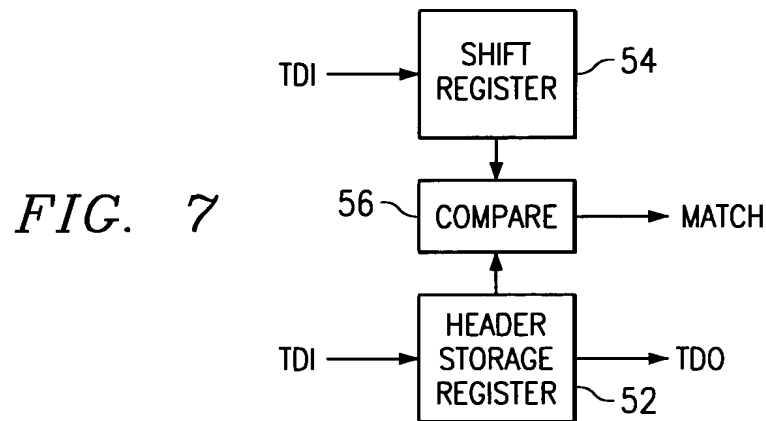 SHIFT
REGISTER
54
TDI
FIG. 7
56
COMPARE
MATCH
TDI
HEADER
STORAGE
REGISTER
TDO
52